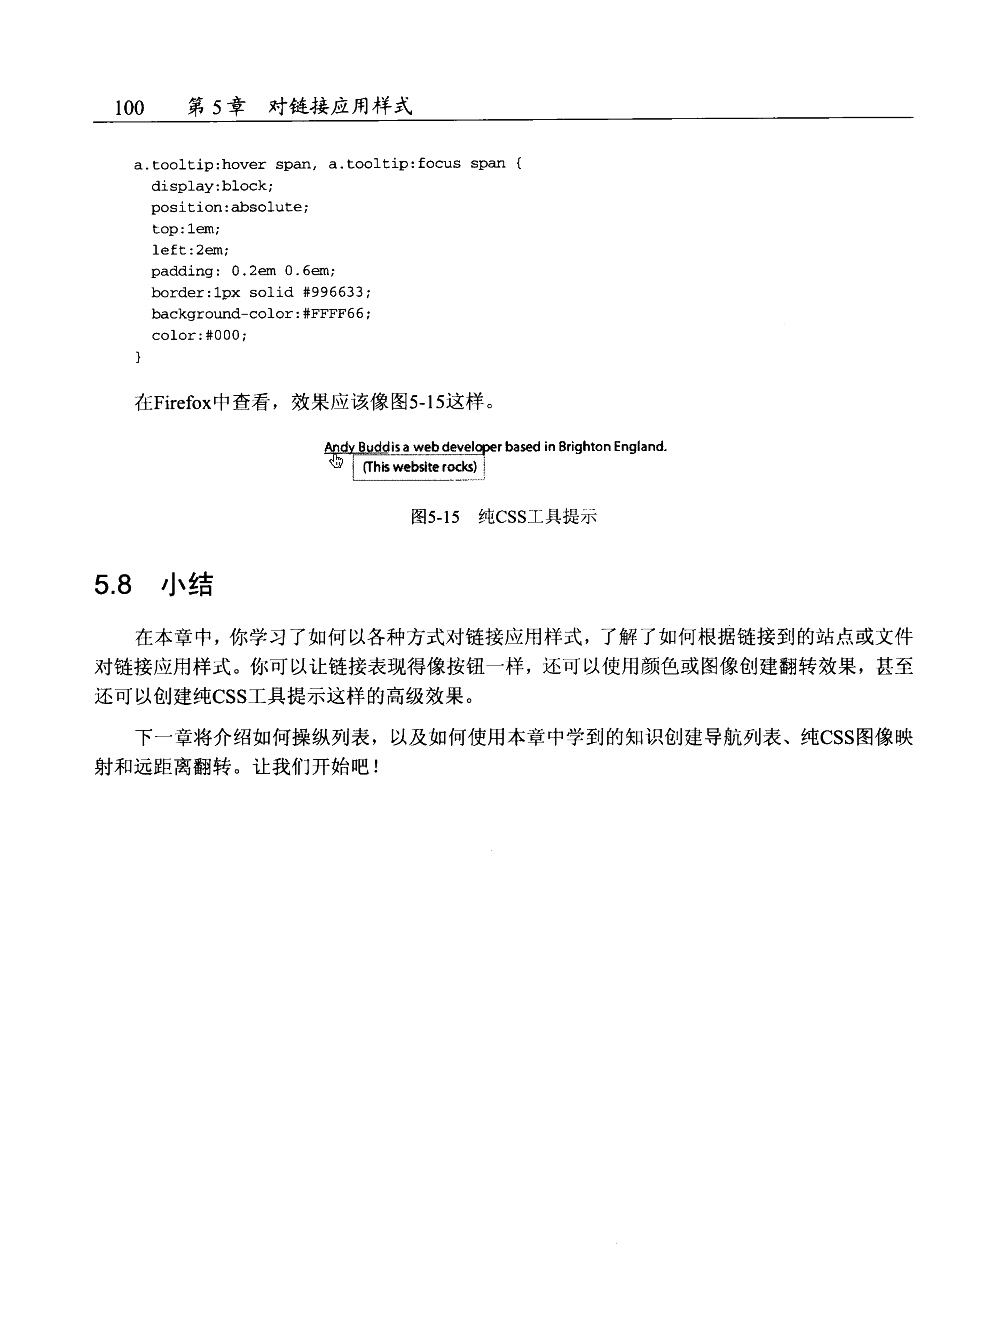 100 第 5 章 对链接应用样式
a.tooltip:hover span, a.tooltip:focus span {
display:block;
position:absolute;
top:1em;
left:2em;
padding: 0.2em 0.6em;
border:1px solid #996633;
background-color:#FFFF66;
color:#000;
}
在Firefox中查看，效果应该像图5-15这样。
Andy Budd is a web developer based in Brighton England.
(This website rocks)
图5-15 纯CSS工具提示
5.8 小结
在本章中，你学习了如何以各种方式对链接应用样式，了解了如何根据链接到的站点或文件
对链接应用样式。你可以让链接表现得像按钮一样，还可以使用颜色或图像创建翻转效果，甚至
还可以创建纯CSS工具提示这样的高级效果。
下一章将介绍如何操纵列表，以及如何使用本章中学到的知识创建导航列表、纯CSS图像映
射和远距离翻转。让我们开始吧！